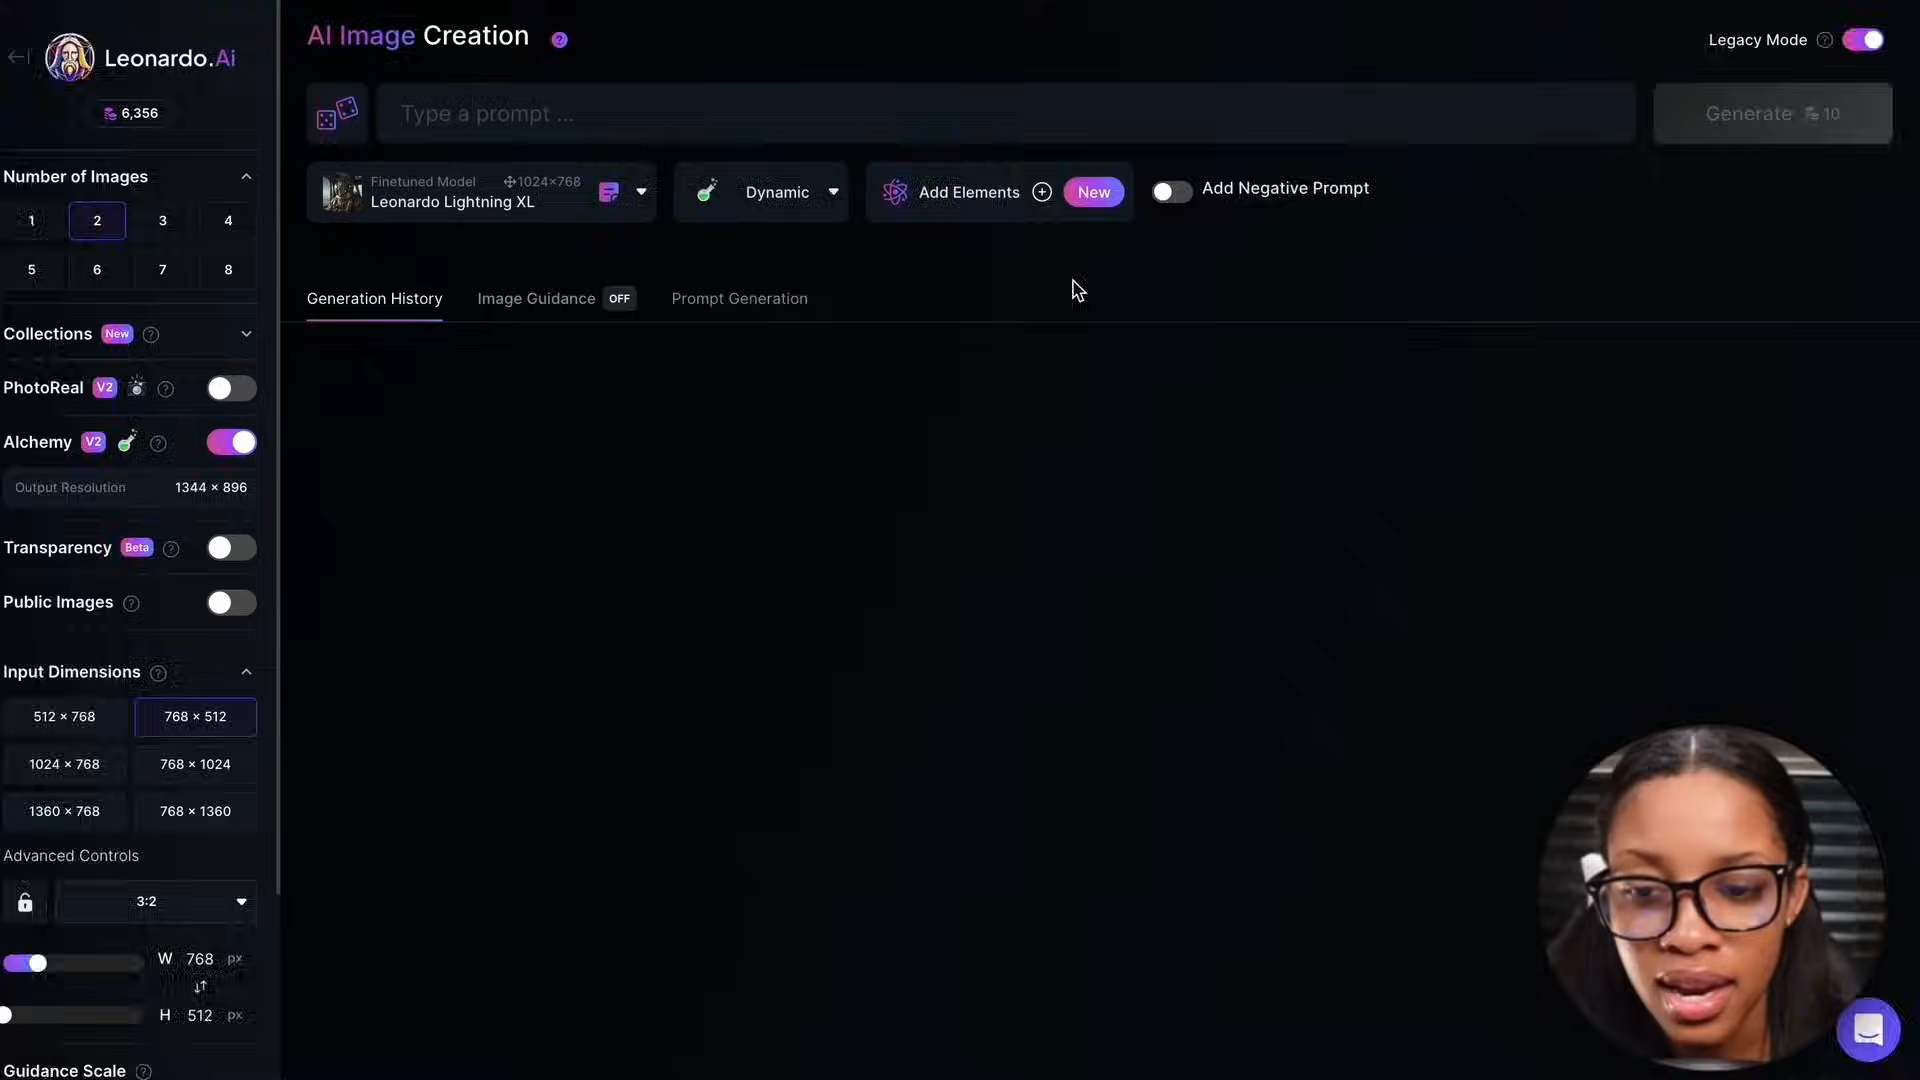 Leonardo.Ai
6,356
Number of Images
1 2 3 4
5 6 7 8
Collections New ?
PhotoReal V2 ?
Alchemy V2 ?
Output Resolution 1344 × 896
Transparency Beta ?
Public Images ?
Input Dimensions ?
512 × 768 768 × 512
1024 × 768 768 × 1024
1360 × 768 768 × 1360
Advanced Controls
3:2
W 768 px
H 512 px
Guidance Scale ?
AI Image Creation ?
Legacy Mode ?
Type a prompt ...
Generate 10
Finetuned Model 1024×768
Leonardo Lightning XL
Dynamic
Add Elements New
Add Negative Prompt
Generation History Image Guidance OFF Prompt Generation